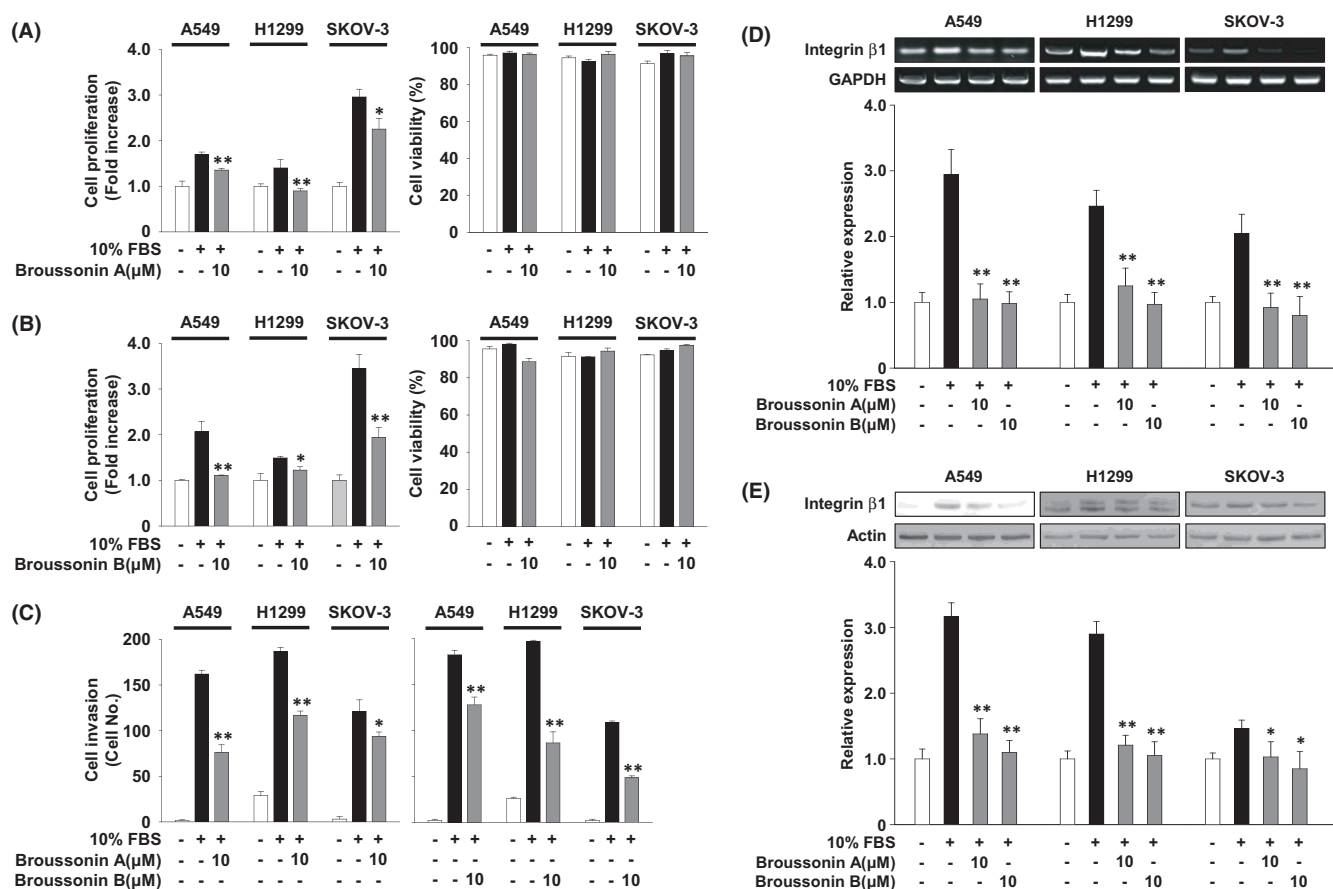 (A)
A549 H1299 SKOV-3
Cell proliferation
(Fold increase)
4.0
3.0
2.0
1.0
0
** ** *
10% FBS - + + - + + - + +
Broussonin A(µM) - - 10 - - 10 - - 10
A549 H1299 SKOV-3
Cell viability (%)
100
80
60
40
20
0
- + + - + + - + +
- - 10 - - 10 - - 10
(B)
A549 H1299 SKOV-3
Cell proliferation
(Fold increase)
4.0
3.0
2.0
1.0
0
** * **
10% FBS - + + - + + - + +
Broussonin B(µM) - - 10 - - 10 - - 10
A549 H1299 SKOV-3
Cell viability (%)
100
80
60
40
20
0
- + + - + + - + +
- - 10 - - 10 - - 10
(C)
A549 H1299 SKOV-3
Cell invasion
(Cell No.)
200
150
100
50
0
** ** *
10% FBS - + + - + + - + +
Broussonin A(µM) - - 10 - - 10 - - 10
Broussonin B(µM)
A549 H1299 SKOV-3
** ** **
- + + - + + - + +
- - 10 - - 10 - - 10
(D)
A549 H1299 SKOV-3
Integrin β1
GAPDH
Relative expression
4.0
3.0
2.0
1.0
0
** ** ** ** ** **
10% FBS - + + + - + + + - + + +
Broussonin A(µM) - - 10 - - - 10 - - - 10 -
Broussonin B(µM) - - - 10 - - - 10 - - - 10
(E)
A549 H1299 SKOV-3
Integrin β1
Actin
Relative expression
4.0
3.0
2.0
1.0
0
** ** ** ** * *
10% FBS - + + + - + + + - + + +
Broussonin A(µM) - - 10 - - - 10 - - - 10 -
Broussonin B(µM) - - - 10 - - - 10 - - - 10